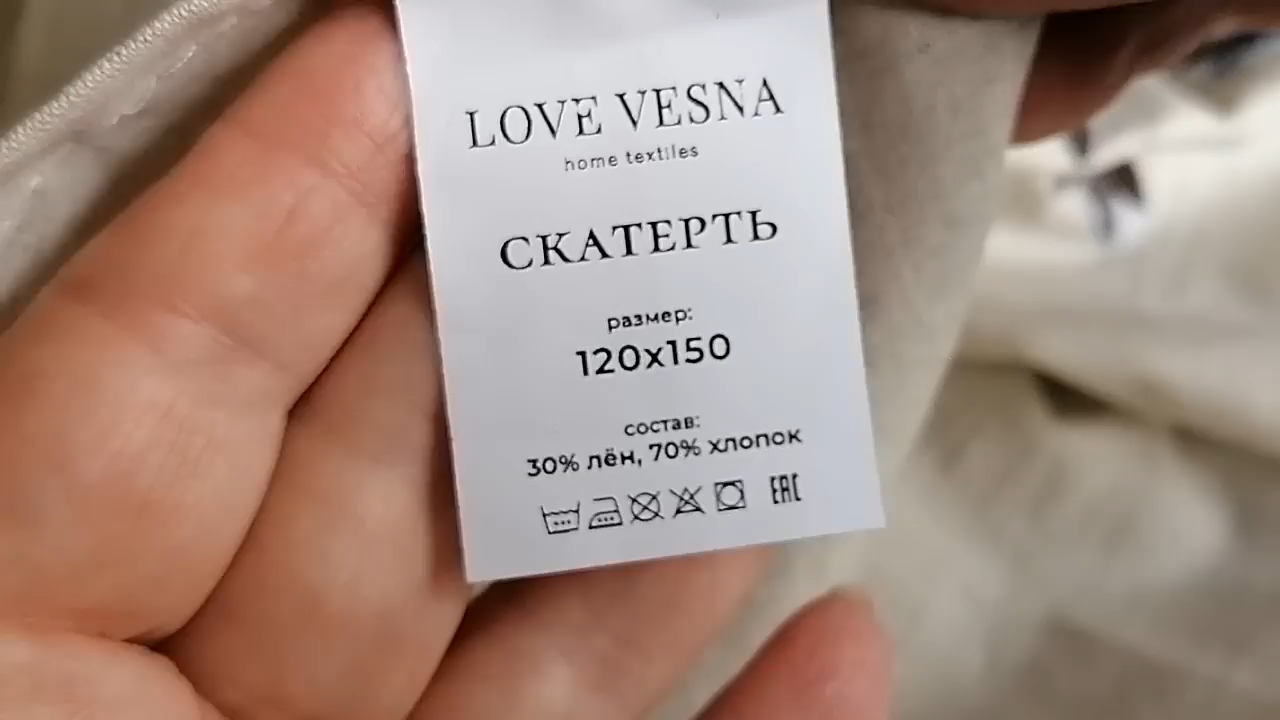 LOVE VESNA
home textiles
СКАТЕРТЬ
размер:
120x150
состав:
30% лён, 70% хлопок
EAC